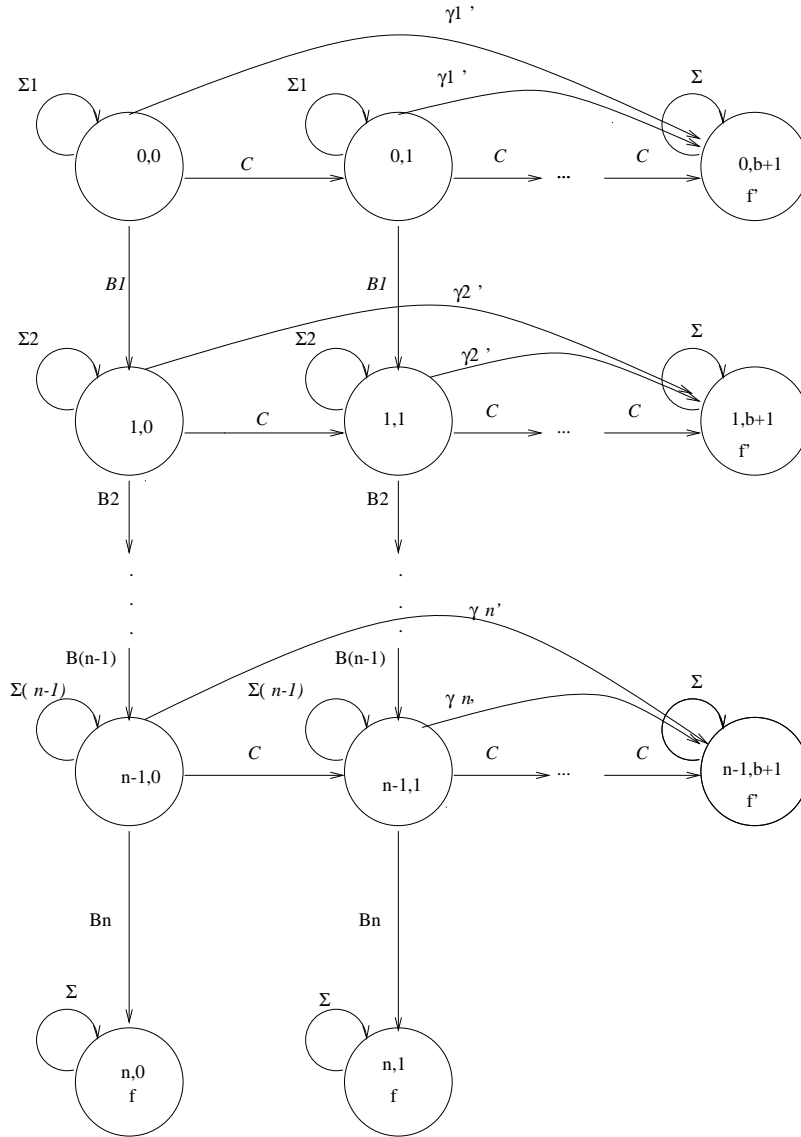 γ1 '
Σ1 Σ1 γ1 ' Σ
0,0 C 0,1 C ... C 0,b+1
f'
B1 B1
γ2 '
Σ2 Σ2 γ2 ' Σ
1,0 C 1,1 C ... C 1,b+1
f'
B2 B2
. .
. .
. .
γ n'
B(n-1) B(n-1)
Σ( n-1) Σ( n-1) γ n' Σ
n-1,0 C n-1,1 C ... C n-1,b+1
f'
Bn Bn
Σ Σ
n,0 n,1
f f